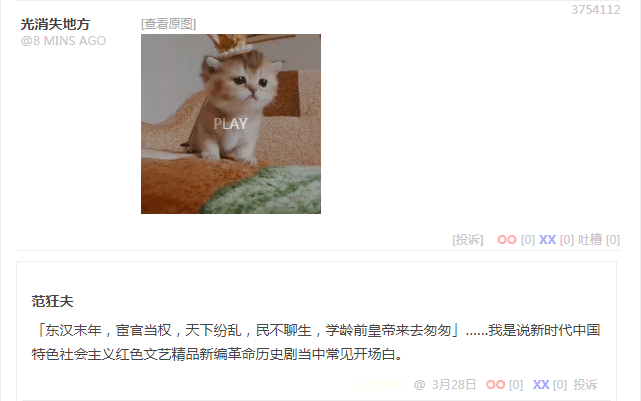 3754112
光消失地方
@8 MINS AGO
[查看原图]
PLAY
[投诉] OO [0] XX [0] 吐槽 [0]
范狂夫
「东汉末年，宦官当权，天下纷乱，民不聊生，学龄前皇帝来去匆匆」……我是说新时代中国
特色社会主义红色文艺精品新编革命历史剧当中常见开场白。
@ 3月28日 OO [0] XX [0] 投诉